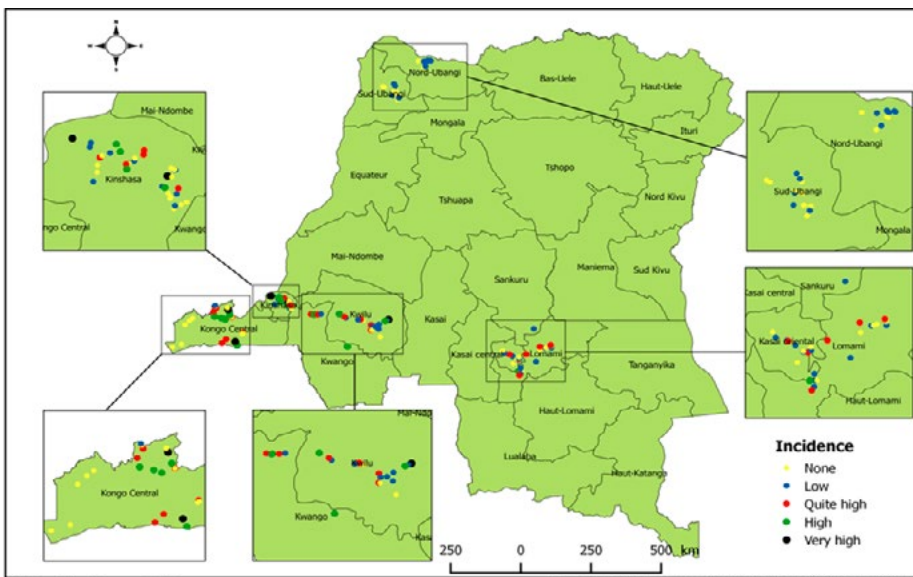 N
W E
S
Mai-Ndombe
Kinshasa
Kongo Central
Kwango
Nord-Ubangi
Sud-Ubangi
Bas-Uele
Haut-Uele
Mongala
Ituri
Equateur
Tshopo
Tshuapa
Nord Kivu
Mai-Ndombe
Sankuru
Maniema
Sud Kivu
Kongo Central
Kwilu
Kasai
Kasai central
Lomami
Kwango
Tanganyika
Haut-Lomami
Lualaba
Haut-Katanga
Nord-Ubangi
Sud-Ubangi
Mongala
Sankuru
Kasai central
Kasai Oriental
Lomami
Haut-Lomami
Kongo Central
Mai-Nd
Kwilu
Kwango
Kasa
Incidence
None
Low
Quite high
High
Very high
250 0 250 500 km